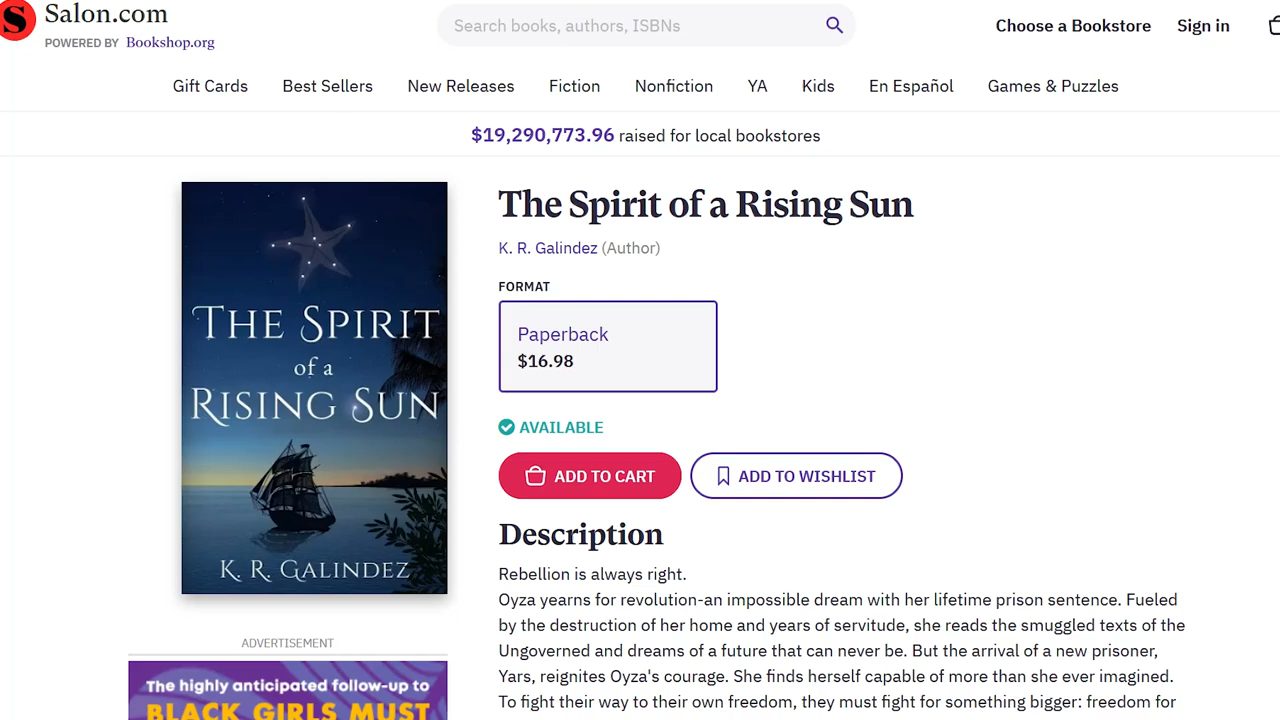 S
Salon.com
POWERED BY Bookshop.org
Search books, authors, ISBNs
Choose a Bookstore
Sign in
Gift Cards
Best Sellers
New Releases
Fiction
Nonfiction
YA
Kids
En Español
Games & Puzzles
$19,290,773.96 raised for local bookstores
THE SPIRIT
of a
RISING SUN
K. R. GALINDEZ
The Spirit of a Rising Sun
K. R. Galindez (Author)
FORMAT
Paperback
$16.98
AVAILABLE
ADD TO CART
ADD TO WISHLIST
Description
Rebellion is always right.
Oyza yearns for revolution-an impossible dream with her lifetime prison sentence. Fueled
by the destruction of her home and years of servitude, she reads the smuggled texts of the
Ungoverned and dreams of a future that can never be. But the arrival of a new prisoner,
Yars, reignites Oyza's courage. She finds herself capable of more than she ever imagined.
To fight their way to their own freedom, they must fight for something bigger: freedom for
ADVERTISEMENT
The highly anticipated follow-up to
BLACK GIRLS MUST